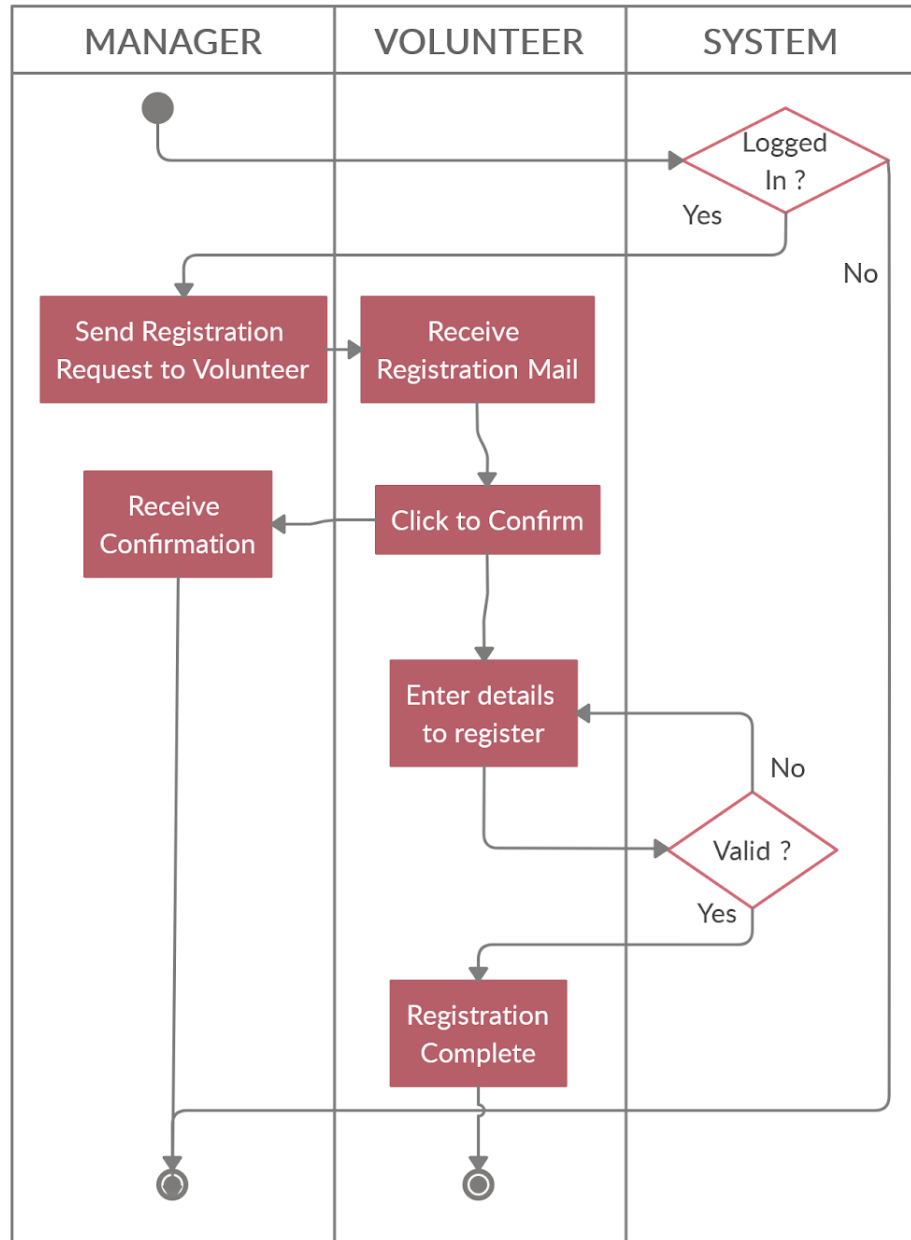 MANAGER
VOLUNTEER
SYSTEM
Logged
In ?
Yes
No
Send Registration
Request to Volunteer
Receive
Registration Mail
Receive
Confirmation
Click to Confirm
Enter details
to register
No
Valid ?
Yes
Registration
Complete